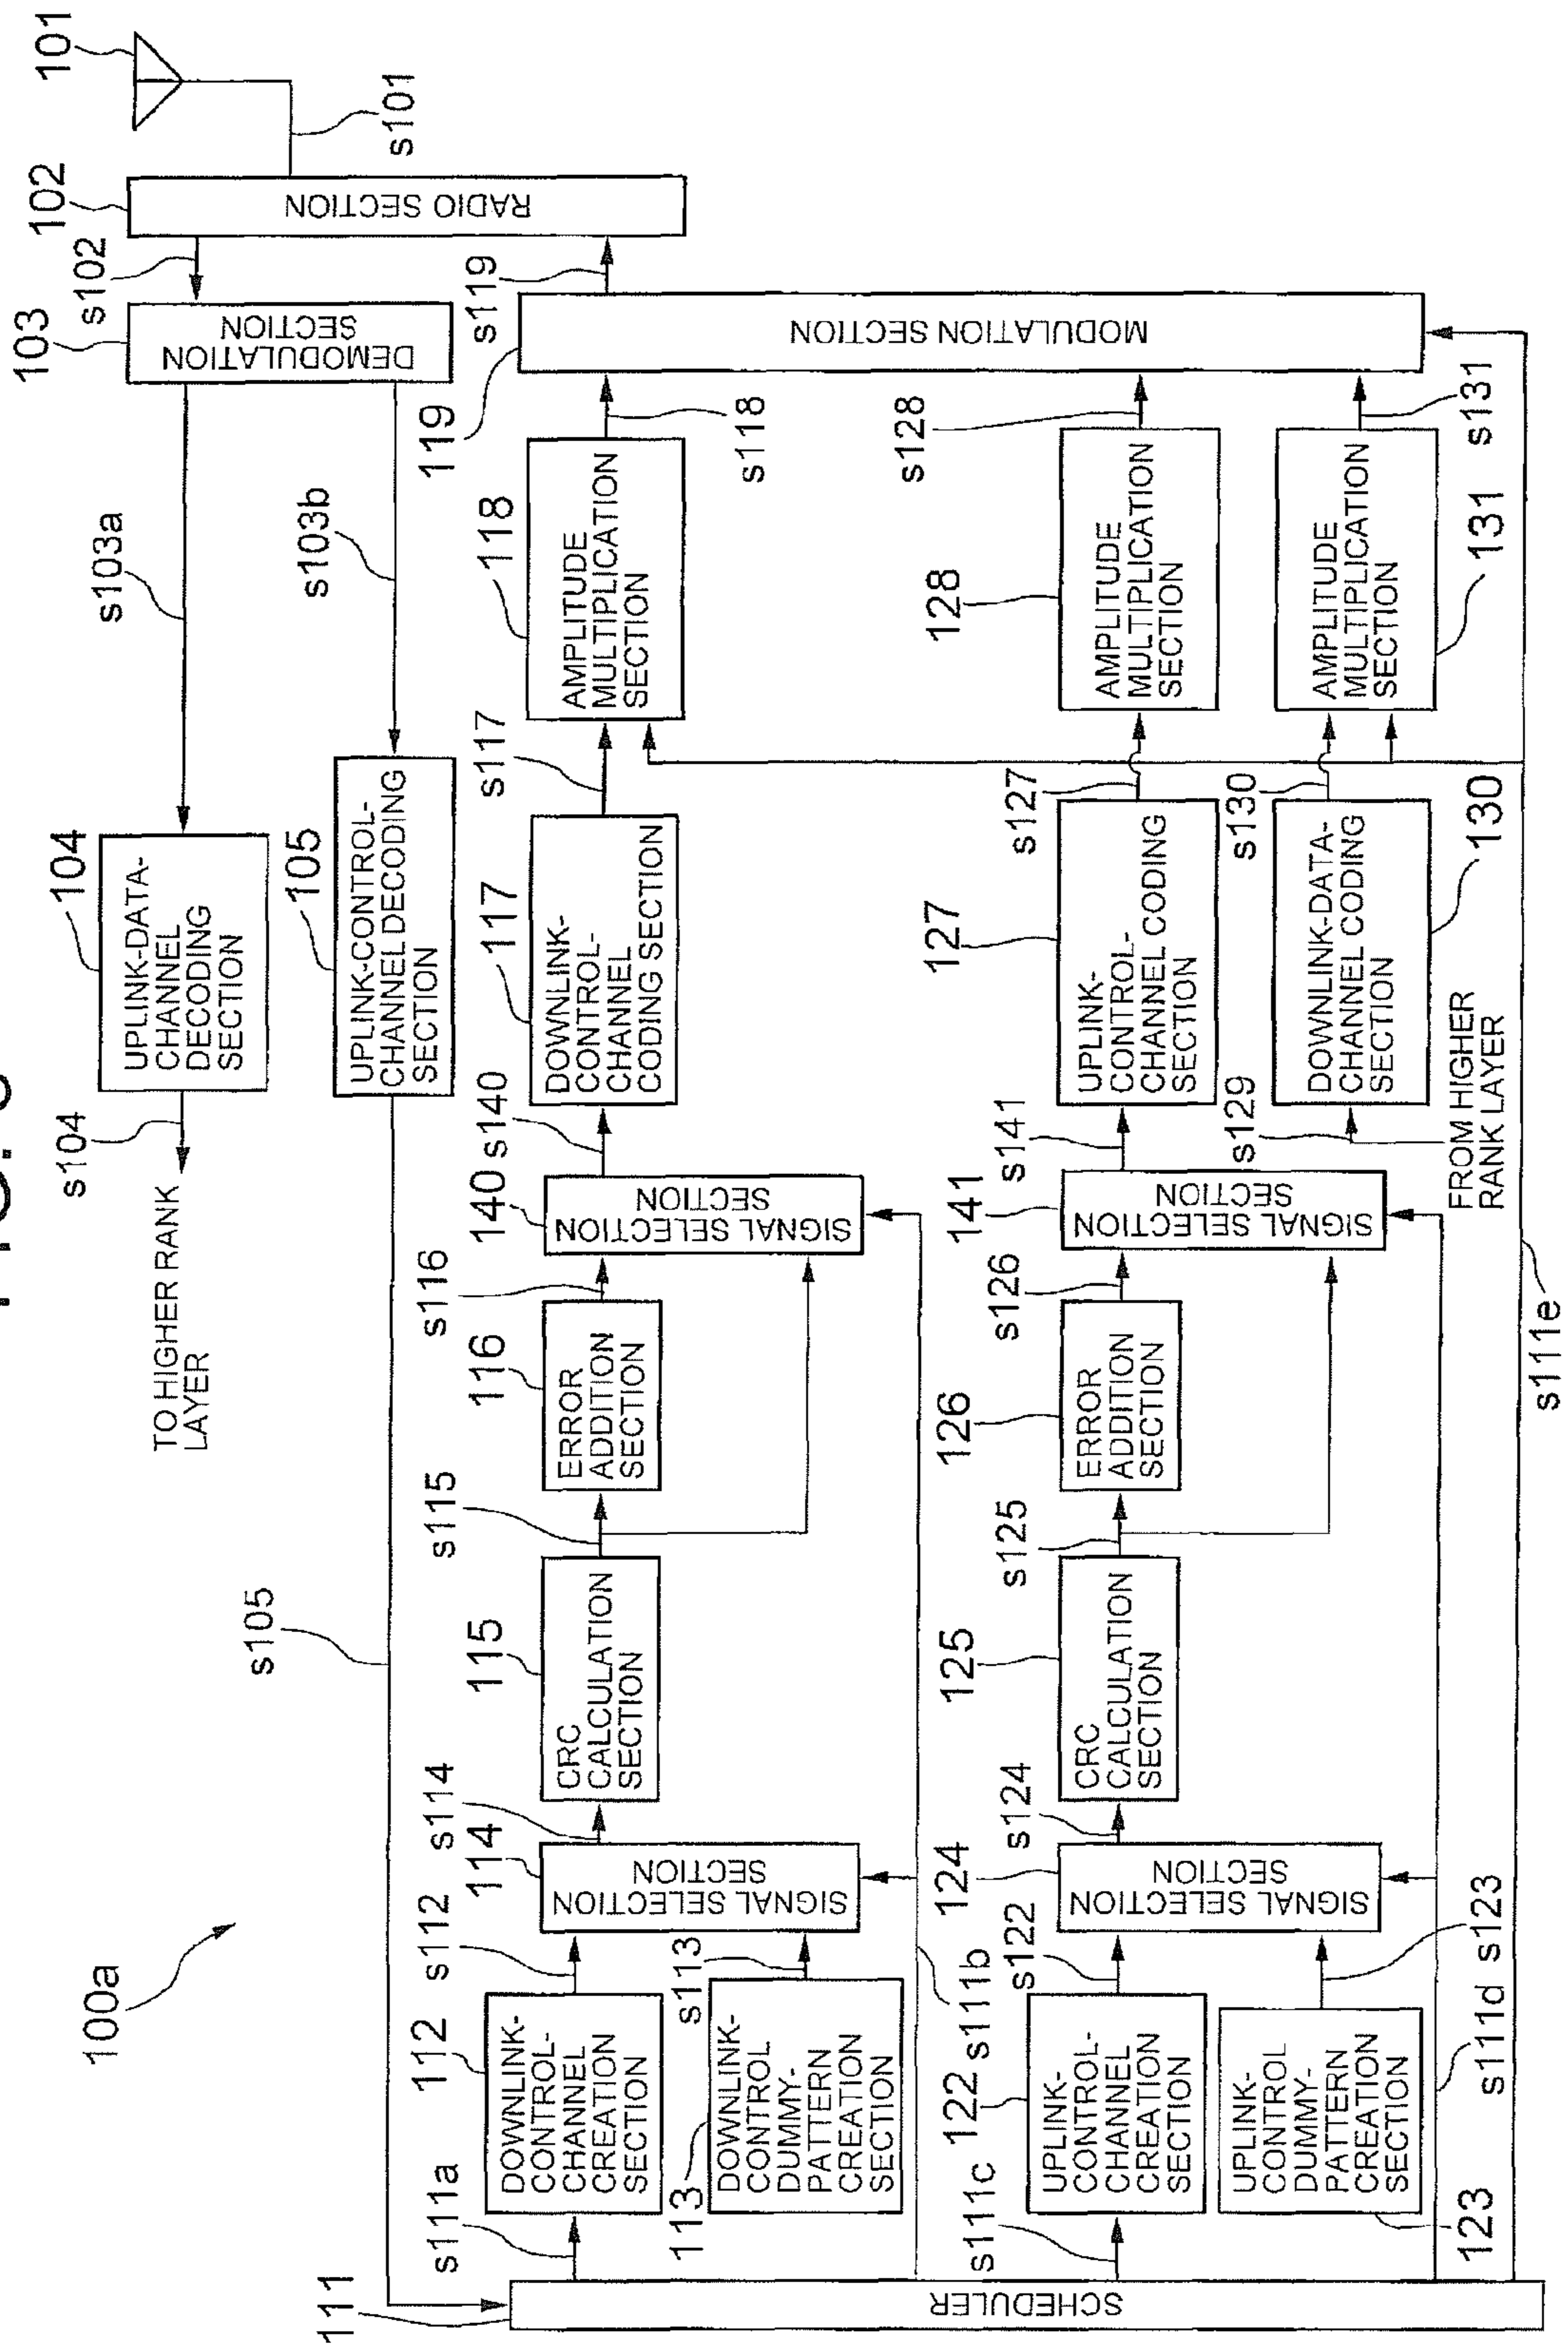 100a
101
s101
102
RADIO SECTION
s102
103
DEMODULATION
SECTION
s103a
s103b
104
UPLINK-DATA-
CHANNEL
DECODING
SECTION
s104
TO HIGHER RANK
LAYER
105
UPLINK-CONTROL-
CHANNEL DECODING
SECTION
s105
111
SCHEDULER
s111a
112
DOWNLINK-
CONTROL-
CHANNEL
CREATION
SECTION
s112
113
DOWNLINK-
CONTROL
DUMMY-
PATTERN
CREATION
SECTION
s113
114
SIGNAL SELECTION
SECTION
s114
115
CRC
CALCULATION
SECTION
s115
116
ERROR
ADDITION
SECTION
s116
140
SIGNAL SELECTION
SECTION
s140
117
DOWNLINK-
CONTROL-
CHANNEL
CODING SECTION
s117
118
AMPLITUDE
MULTIPLICATION
SECTION
s118
119
MODULATION SECTION
s119
s111b
s111c
122
UPLINK-
CONTROL-
CHANNEL
CREATION
SECTION
s122
123
UPLINK-
CONTROL
DUMMY-
PATTERN
CREATION
SECTION
s123
124
SIGNAL SELECTION
SECTION
s124
125
CRC
CALCULATION
SECTION
s125
126
ERROR
ADDITION
SECTION
s126
141
SIGNAL SELECTION
SECTION
s141
127
UPLINK-
CONTROL-
CHANNEL CODING
SECTION
s127
128
AMPLITUDE
MULTIPLICATION
SECTION
s128
s111d
FROM HIGHER
RANK LAYER
s129
130
DOWNLINK-DATA-
CHANNEL CODING
SECTION
s130
131
AMPLITUDE
MULTIPLICATION
SECTION
s131
s111e